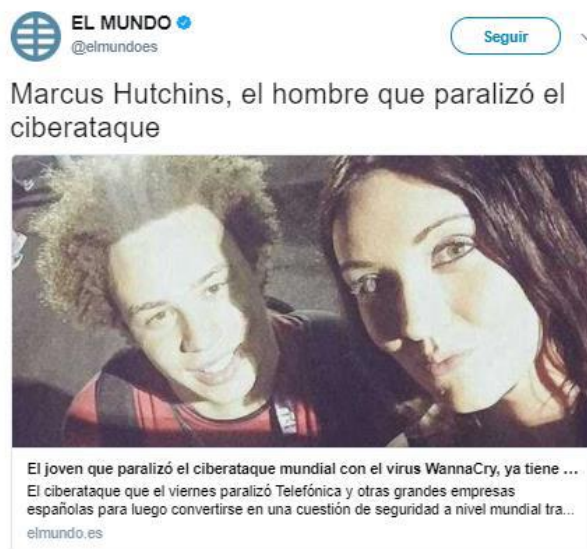 EL MUNDO
@elmundoes
Seguir
Marcus Hutchins, el hombre que paralizó el
ciberataque
El joven que paralizó el ciberataque mundial con el virus WannaCry, ya tiene ...
El ciberataque que el viernes paralizó Telefónica y otras grandes empresas
españolas para luego convertirse en una cuestión de seguridad a nivel mundial tra...
elmundo.es